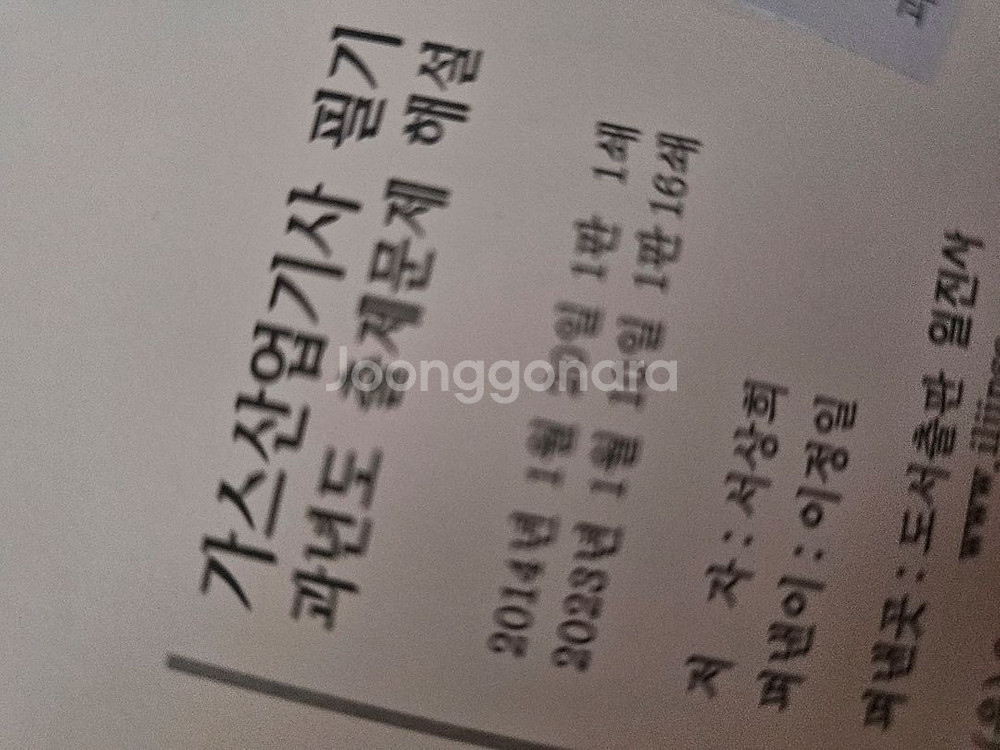 가스산업기사 필기
과년도 출제문제 해설
2014년 1월 20일 1판 1쇄
2023년 1월 일 1판 16쇄
저 자 : 서상희
펴낸이 : 이정일
펴낸곳 : 도서출판 일진사
Joonggonara